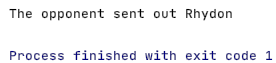 The opponent sent out Rhydon
Process finished with exit code 1